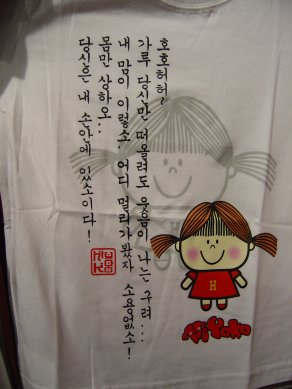 호호허허~
가루 당신만 떠올려도 웃음이 나는구려...
내 맘이 이렇소. 어디 멀리가봤자 소용없소!
몸만 상하오..
당신은 내 손안에 있소이다!
H